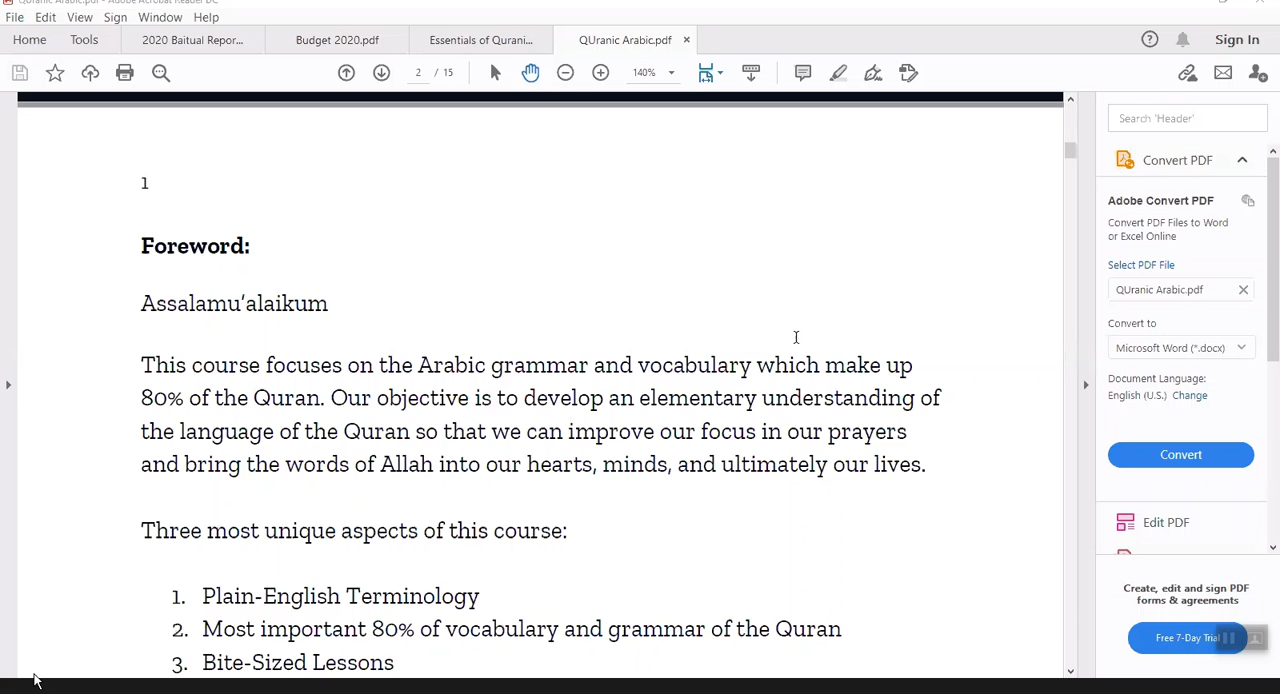 QUranic Arabic.pdf - Adobe Acrobat Reader DC
File Edit View Sign Window Help
Home Tools 2020 Baitual Repor... Budget 2020.pdf Essentials of Qurani... QUranic Arabic.pdf × Sign In
2 / 15 140%
1
Foreword:
Assalamu’alaikum
This course focuses on the Arabic grammar and vocabulary which make up
80% of the Quran. Our objective is to develop an elementary understanding of
the language of the Quran so that we can improve our focus in our prayers
and bring the words of Allah into our hearts, minds, and ultimately our lives.
Three most unique aspects of this course:
1. Plain-English Terminology
2. Most important 80% of vocabulary and grammar of the Quran
3. Bite-Sized Lessons
Search 'Header'
Convert PDF
Adobe Convert PDF
Convert PDF Files to Word
or Excel Online
Select PDF File
QUranic Arabic.pdf
Convert to
Microsoft Word (*.docx)
Document Language:
English (U.S.) Change
Convert
Edit PDF
Create, edit and sign PDF
forms & agreements
Free 7-Day Trial